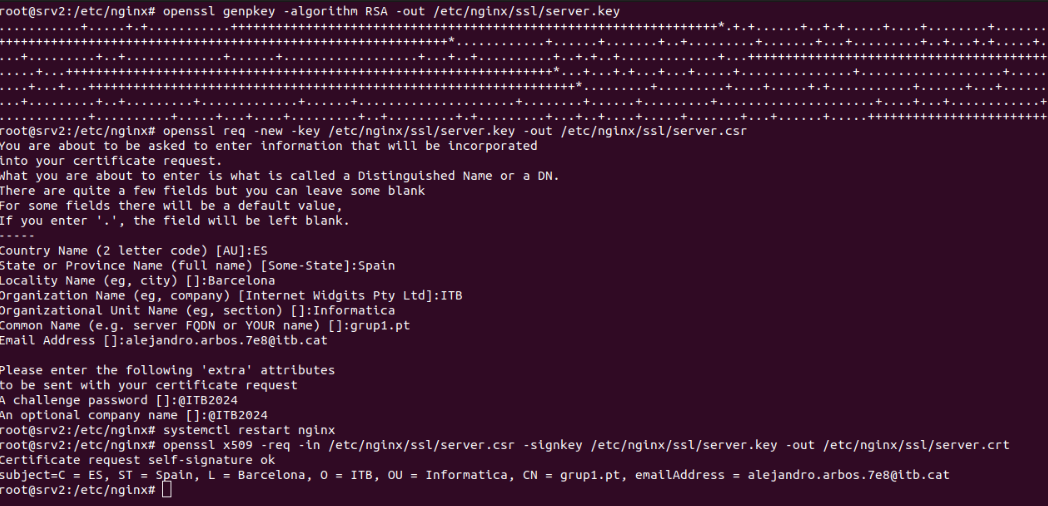 root@srv2:/etc/nginx# openssl genpkey -algorithm RSA -out /etc/nginx/ssl/server.key
root@srv2:/etc/nginx# openssl req -new -key /etc/nginx/ssl/server.key -out /etc/nginx/ssl/server.csr
You are about to be asked to enter information that will be incorporated
into your certificate request.
What you are about to enter is what is called a Distinguished Name or a DN.
There are quite a few fields but you can leave some blank
For some fields there will be a default value,
If you enter '.', the field will be left blank.
-----
Country Name (2 letter code) [AU]:ES
State or Province Name (full name) [Some-State]:Spain
Locality Name (eg, city) []:Barcelona
Organization Name (eg, company) [Internet Widgits Pty Ltd]:ITB
Organizational Unit Name (eg, section) []:Informatica
Common Name (e.g. server FQDN or YOUR name) []:grup1.pt
Email Address []:alejandro.arbos.7e8@itb.cat
Please enter the following 'extra' attributes
to be sent with your certificate request
A challenge password []:@ITB2024
An optional company name []:@ITB2024
root@srv2:/etc/nginx# systemctl restart nginx
root@srv2:/etc/nginx# openssl x509 -req -in /etc/nginx/ssl/server.csr -signkey /etc/nginx/ssl/server.key -out /etc/nginx/ssl/server.crt
Certificate request self-signature ok
subject=C = ES, ST = Spain, L = Barcelona, O = ITB, OU = Informatica, CN = grup1.pt, emailAddress = alejandro.arbos.7e8@itb.cat
root@srv2:/etc/nginx#